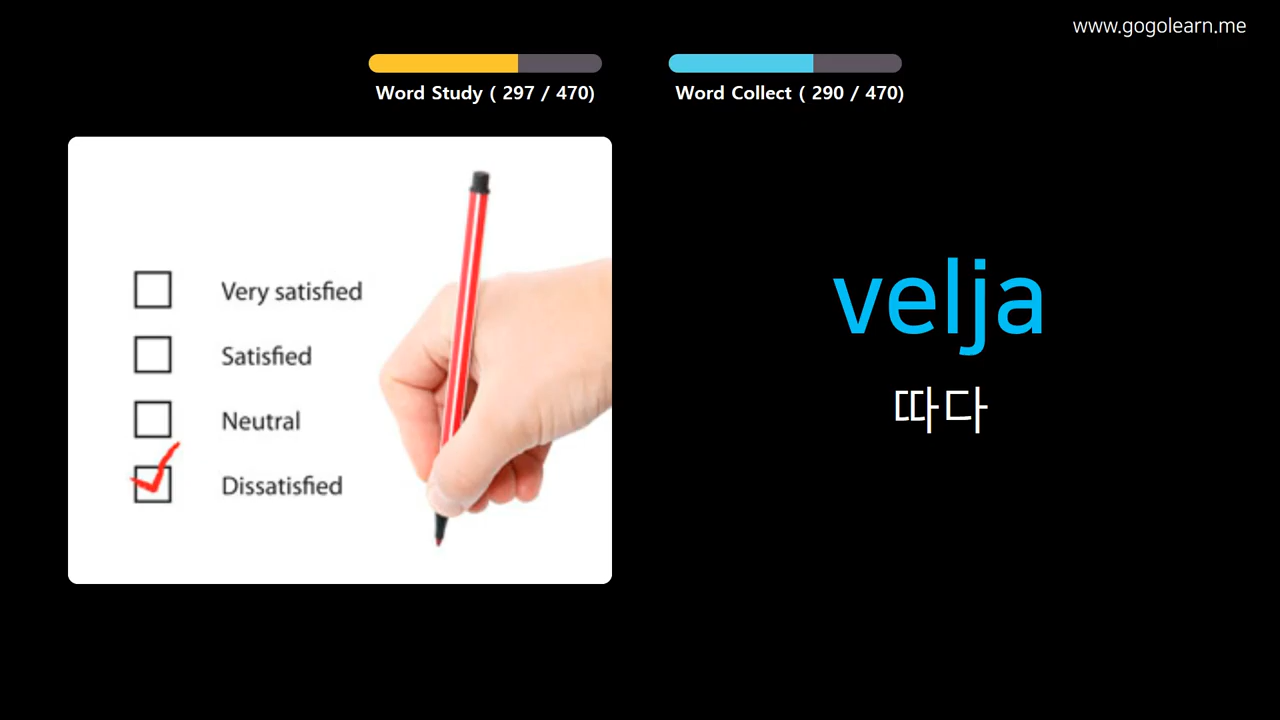 www.gogolearn.me
Word Study ( 297 / 470)
Word Collect ( 290 / 470)
Very satisfied
Satisfied
Neutral
Dissatisfied
velja
따다